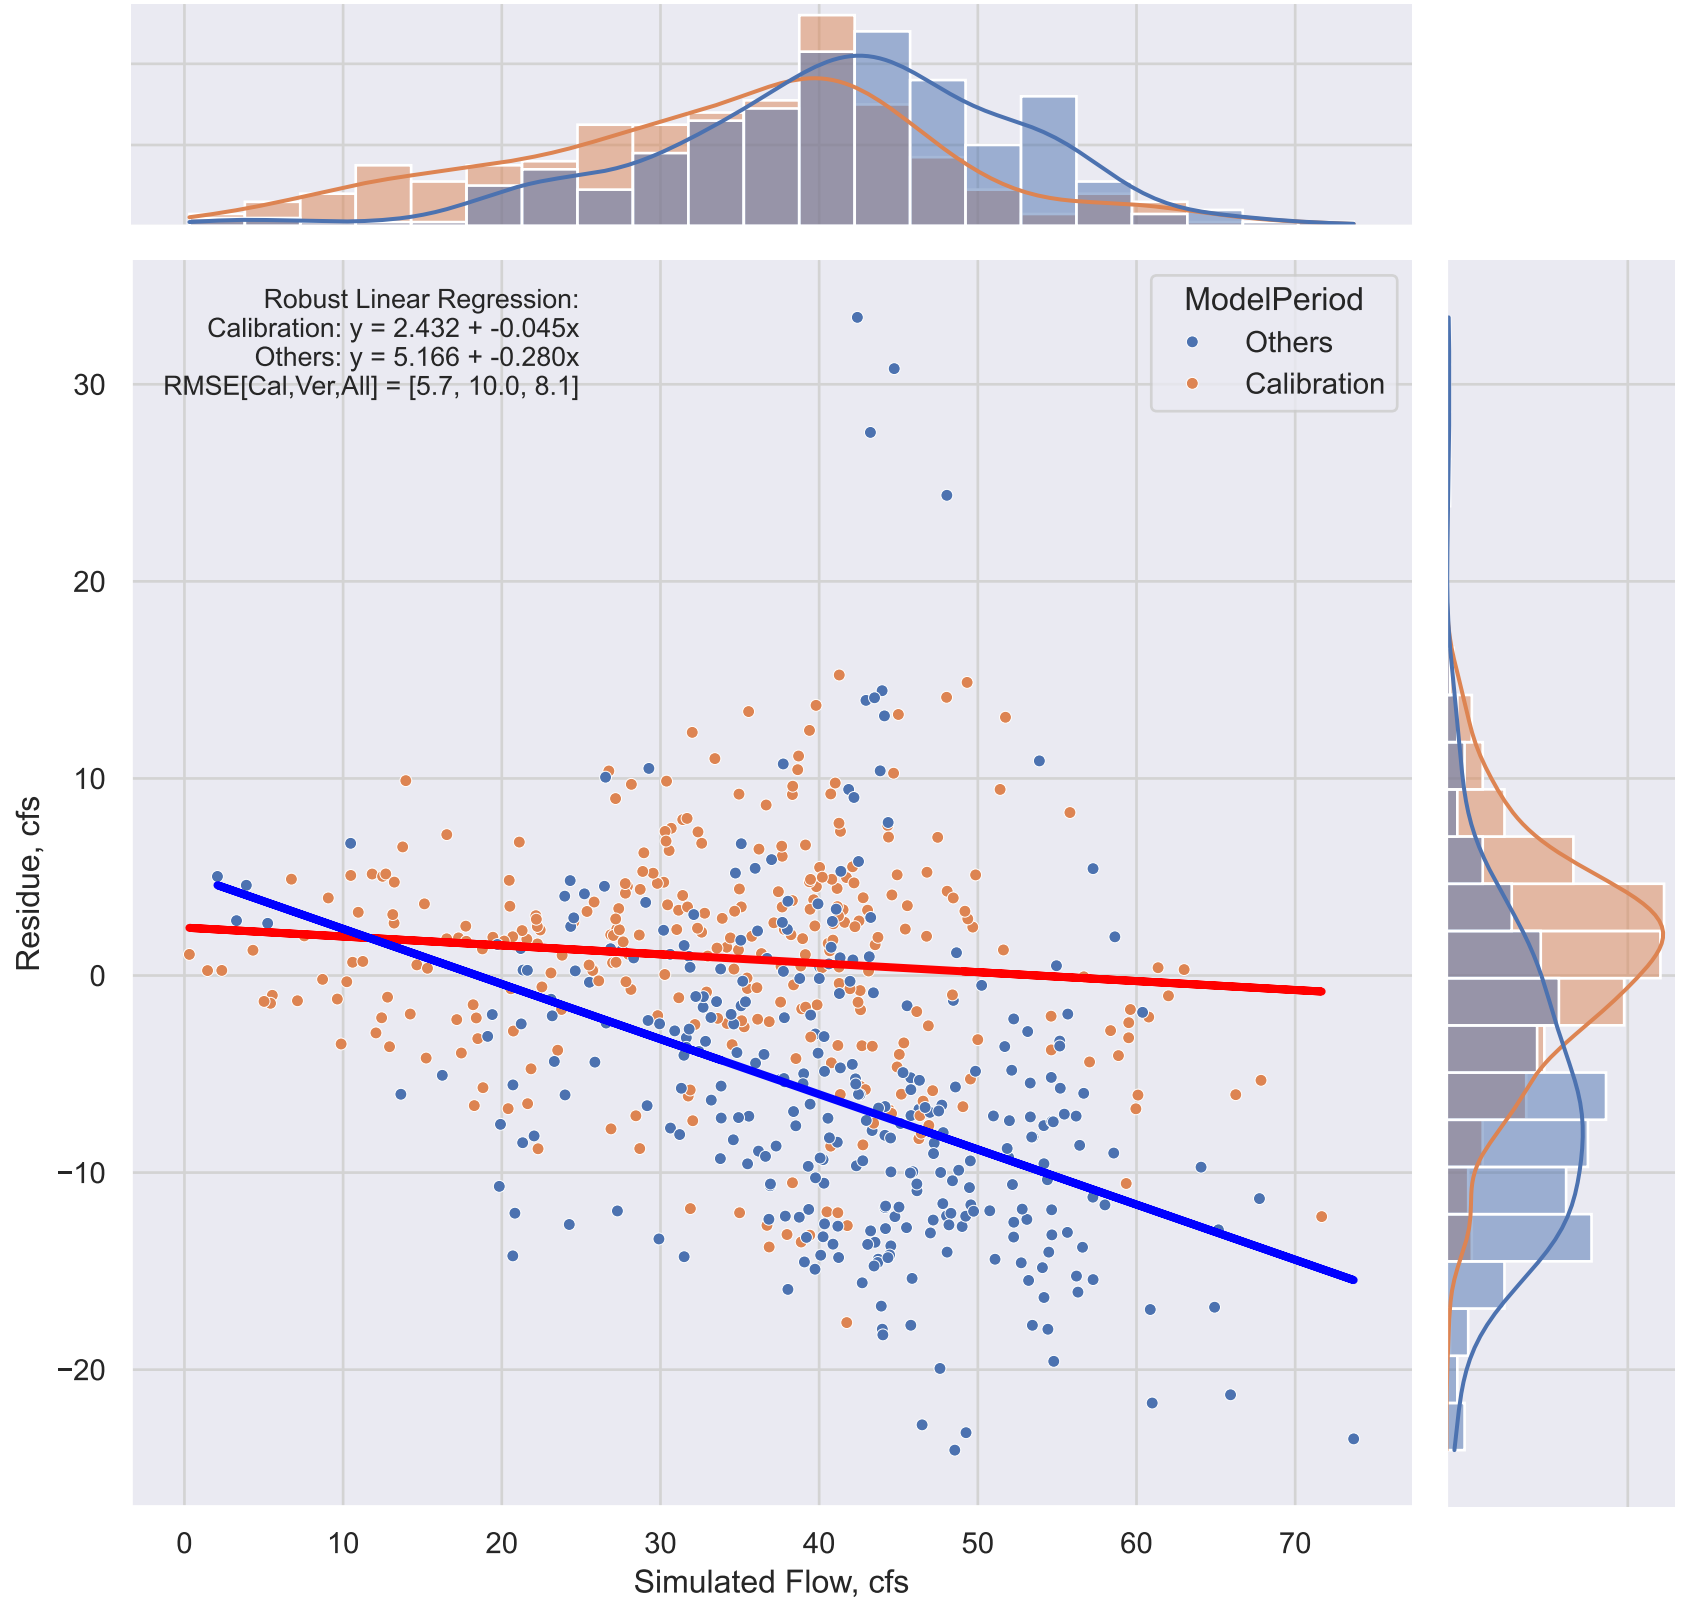 Robust Linear Regression:
Calibration: y = 2.432 + -0.045x
Others: y = 5.166 + -0.280x
RMSE[Cal,Ver,All] = [5.7, 10.0, 8.1]
ModelPeriod
Others
Calibration
30
20
10
0
−10
−20
Residue, cfs
0 10 20 30 40 50 60 70
Simulated Flow, cfs